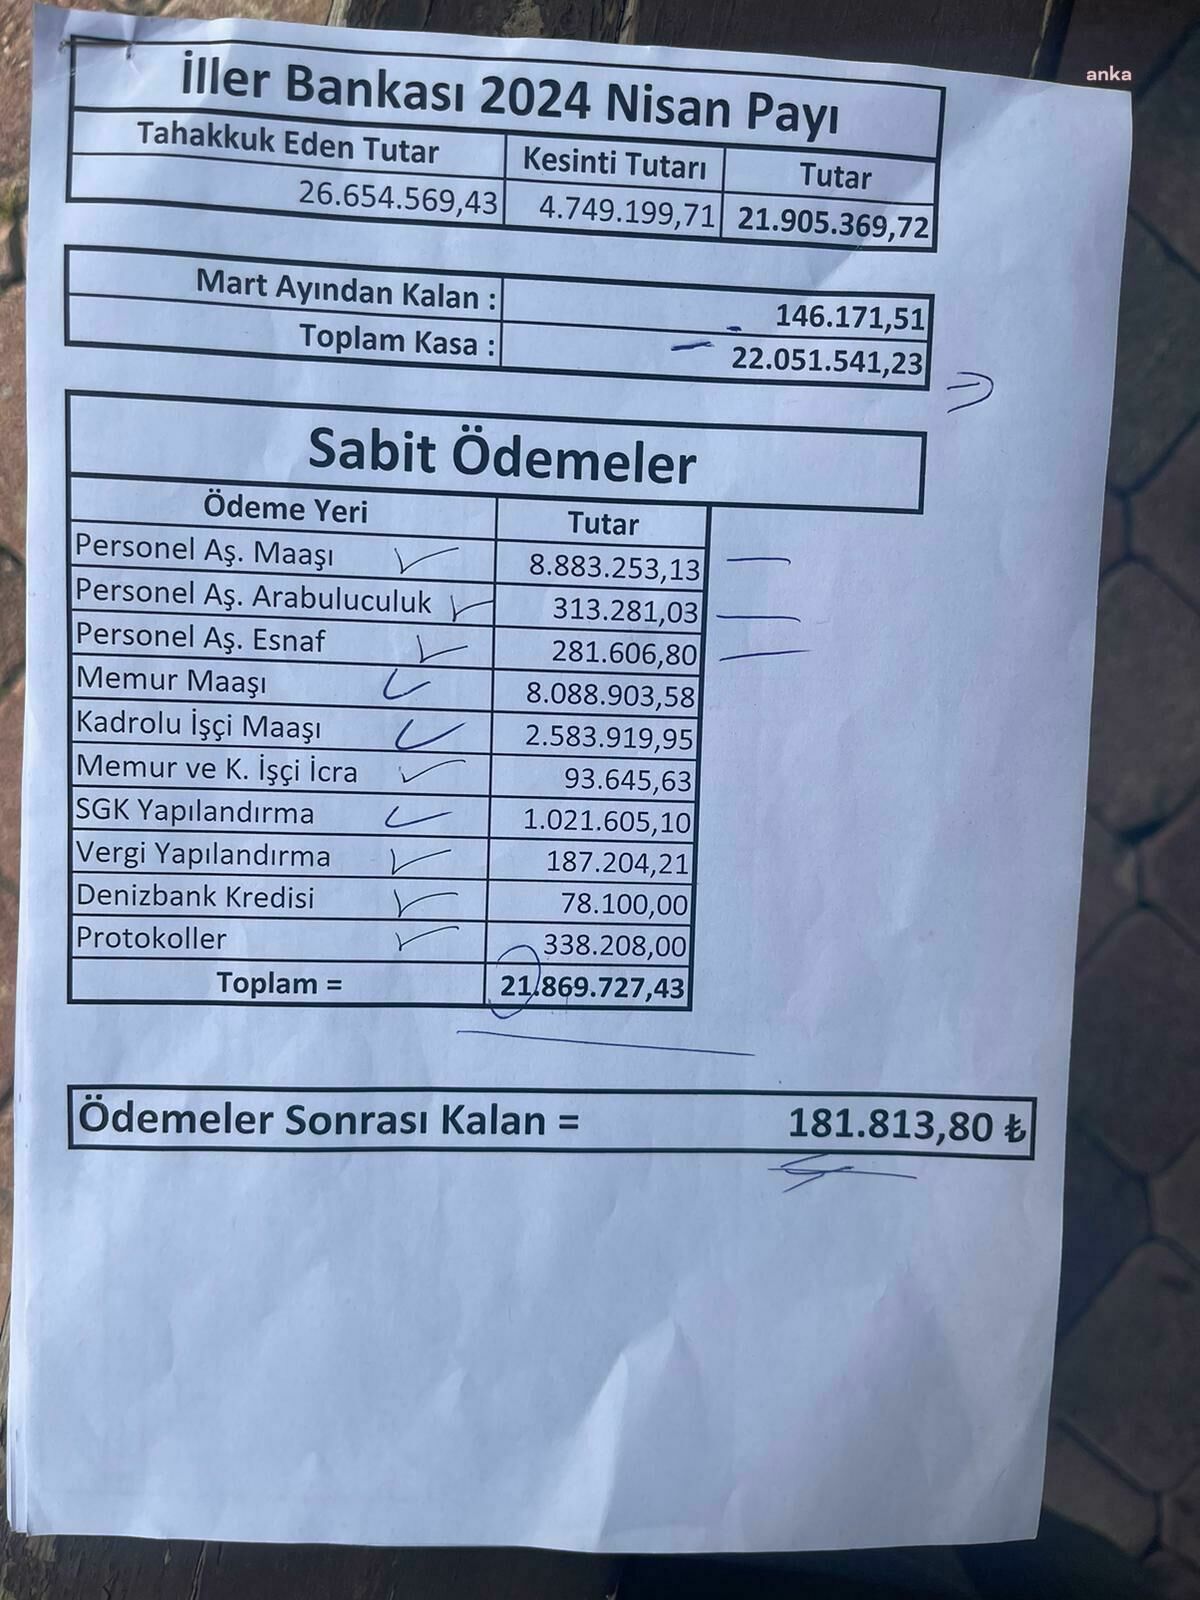 anka
İller Bankası 2024 Nisan Payı
Tahakkuk Eden Tutar Kesinti Tutarı Tutar
26.654.569,43 4.749.199,71 21.905.369,72
Mart Ayından Kalan : 146.171,51
Toplam Kasa : 22.051.541,23
Sabit Ödemeler
Ödeme Yeri Tutar
Personel Aş. Maaşı 8.883.253,13
Personel Aş. Arabuluculuk 313.281,03
Personel Aş. Esnaf 281.606,80
Memur Maaşı 8.088.903,58
Kadrolu İşçi Maaşı 2.583.919,95
Memur ve K. İşçi İcra 93.645,63
SGK Yapılandırma 1.021.605,10
Vergi Yapılandırma 187.204,21
Denizbank Kredisi 78.100,00
Protokoller 338.208,00
Toplam = 21.869.727,43
Ödemeler Sonrası Kalan = 181.813,80 ₺